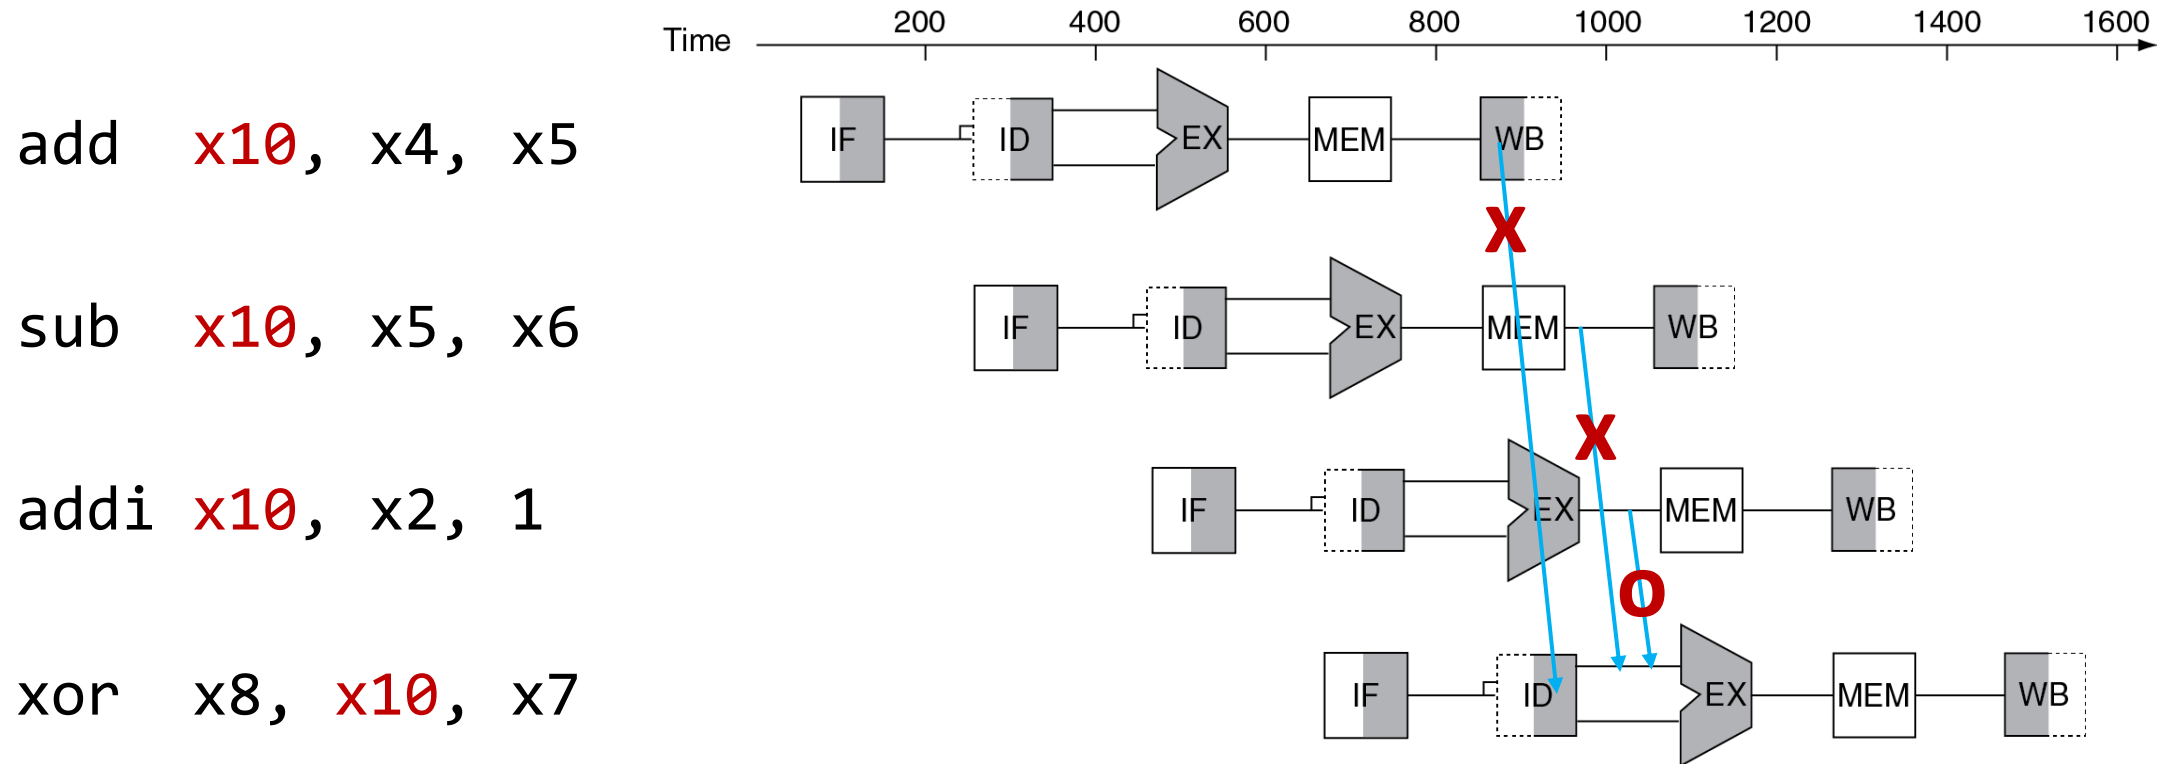 Time 200 400 600 800 1000 1200 1400 1600
add x10, x4, x5 IF ID EX MEM WB
X
sub x10, x5, x6 IF ID EX MEM WB
X
addi x10, x2, 1 IF ID EX MEM WB
O
xor x8, x10, x7 IF ID EX MEM WB